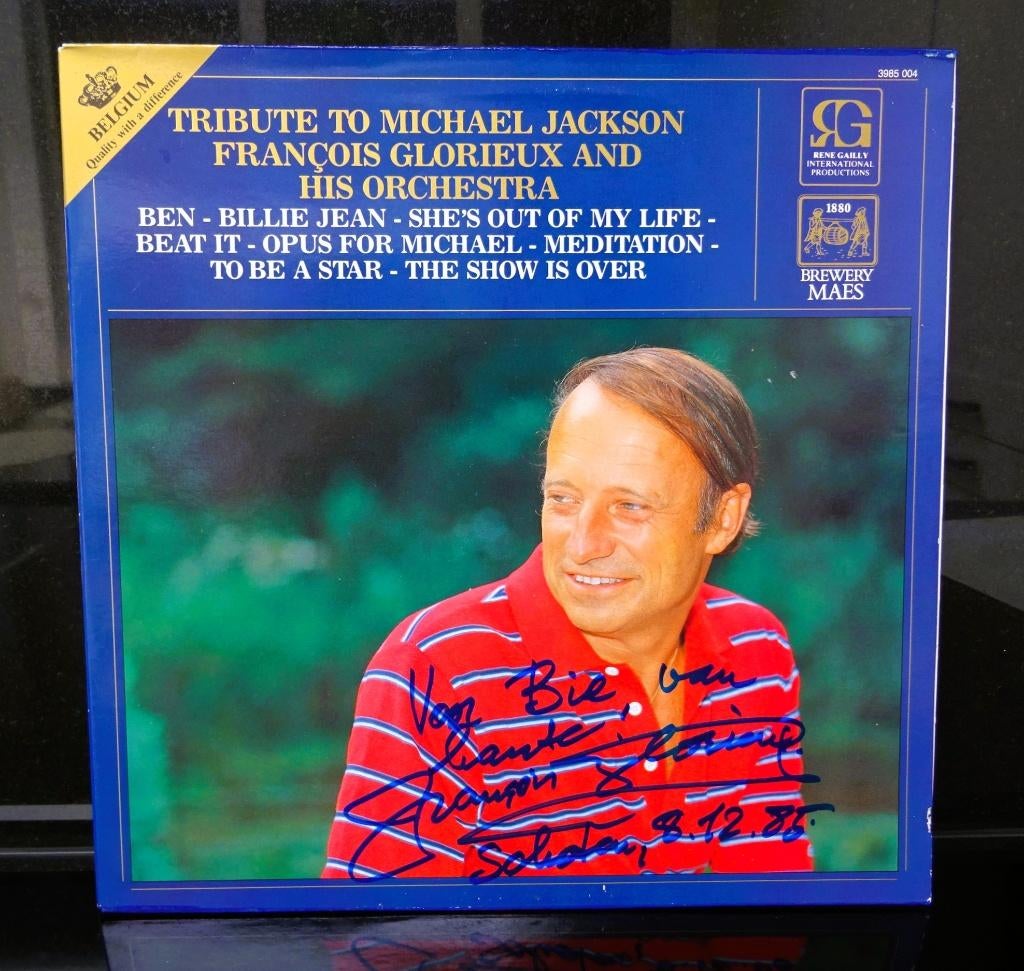 BELGIUM
Quality with a difference
3985 004
TRIBUTE TO MICHAEL JACKSON
FRANÇOIS GLORIEUX AND
HIS ORCHESTRA
BEN - BILLIE JEAN - SHE'S OUT OF MY LIFE -
BEAT IT - OPUS FOR MICHAEL - MEDITATION -
TO BE A STAR - THE SHOW IS OVER
RG
RENE GAILLY
INTERNATIONAL
PRODUCTIONS
1880
BREWERY
MAES
Voor Bie, van
François Glorieux
8.12.85